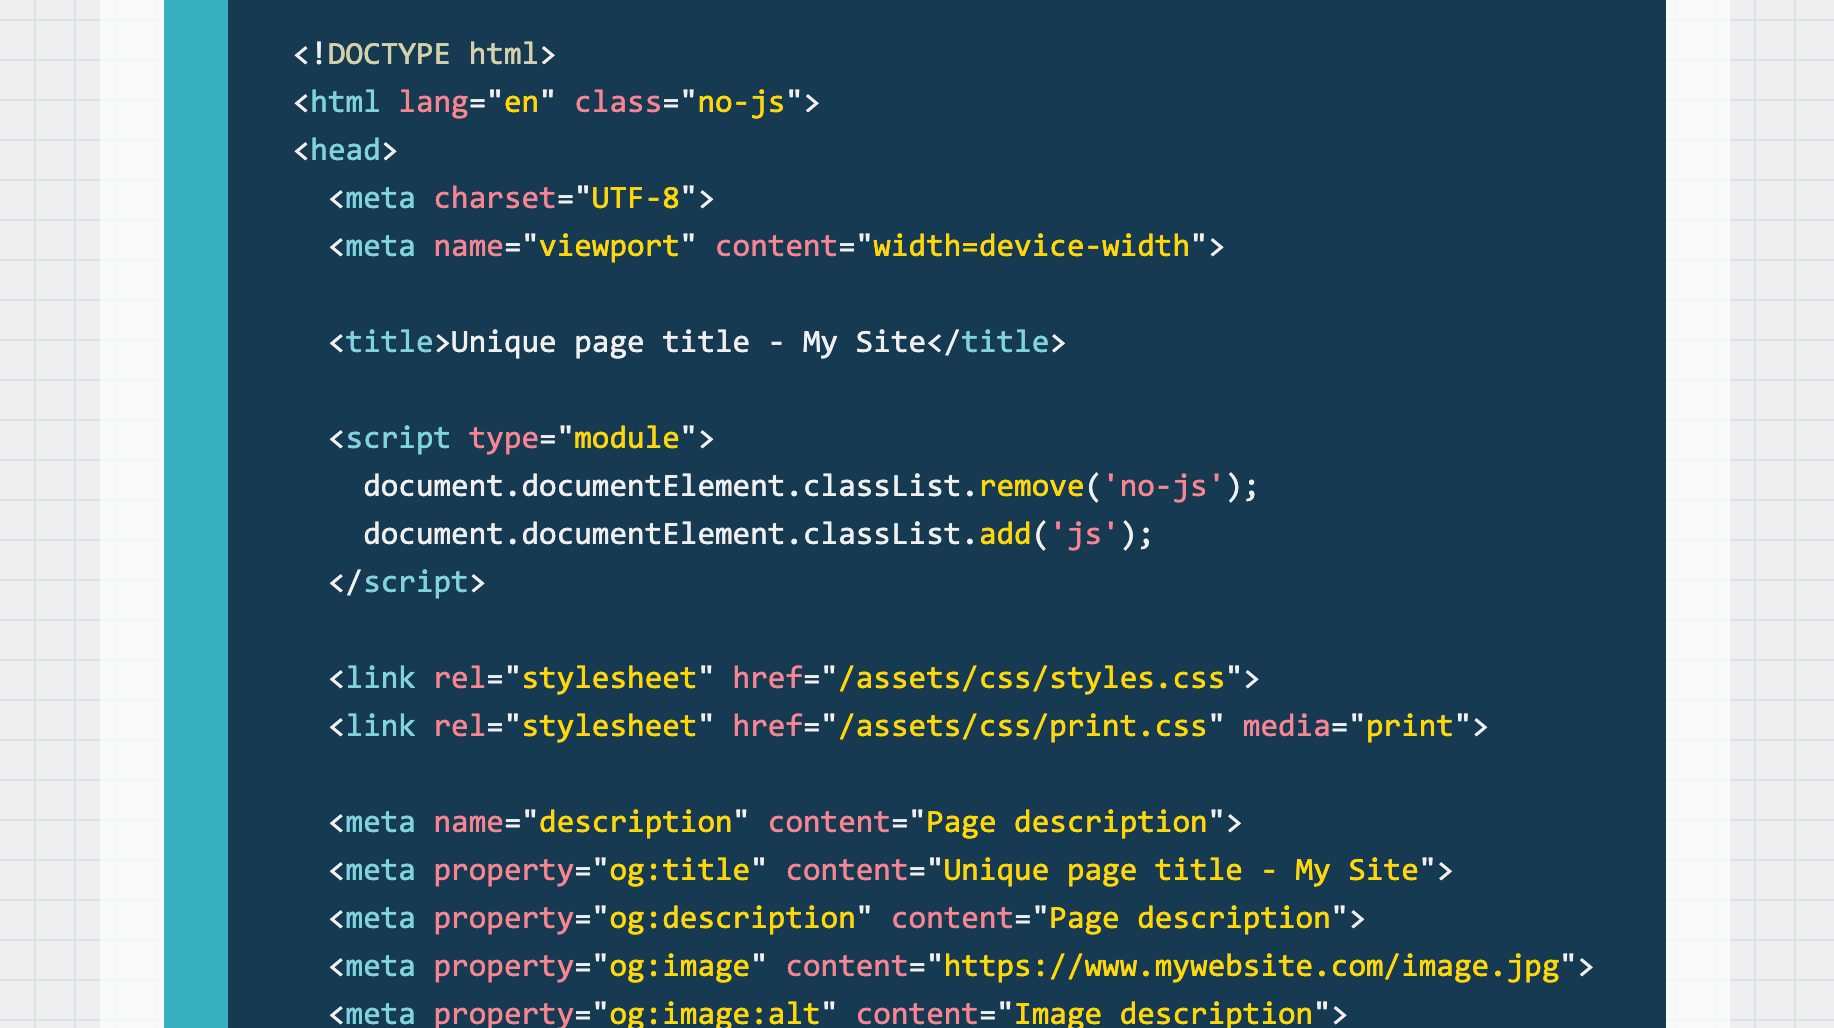 <!DOCTYPE html>
<html lang="en" class="no-js">
<head>
<meta charset="UTF-8">
<meta name="viewport" content="width=device-width">
<title>Unique page title - My Site</title>
<script type="module">
document.documentElement.classList.remove('no-js');
document.documentElement.classList.add('js');
</script>
<link rel="stylesheet" href="/assets/css/styles.css">
<link rel="stylesheet" href="/assets/css/print.css" media="print">
<meta name="description" content="Page description">
<meta property="og:title" content="Unique page title - My Site">
<meta property="og:description" content="Page description">
<meta property="og:image" content="https://www.mywebsite.com/image.jpg">
<meta property="og:image:alt" content="Image description">